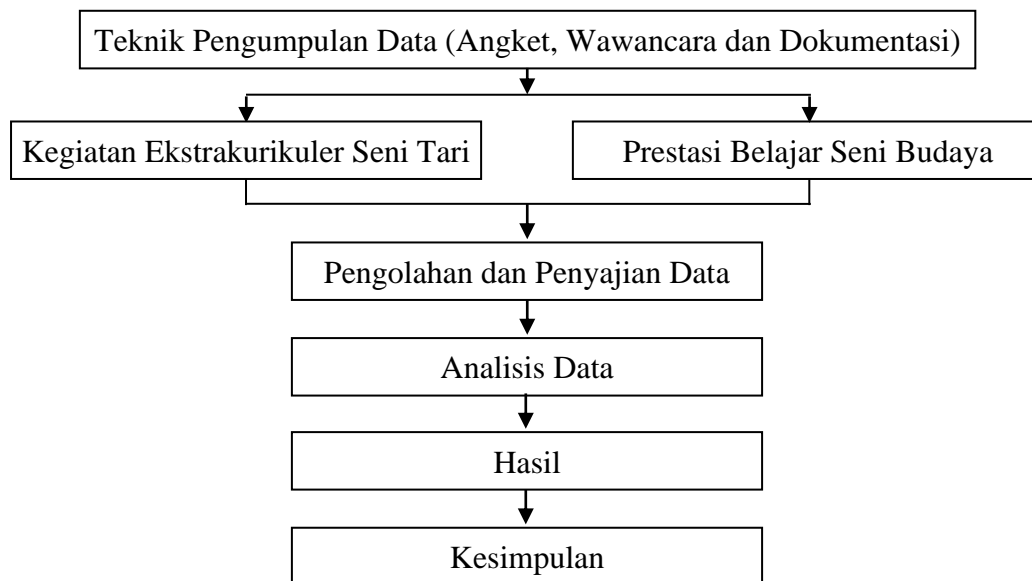 Teknik Pengumpulan Data (Angket, Wawancara dan Dokumentasi)
Kegiatan Ekstrakurikuler Seni Tari
Prestasi Belajar Seni Budaya
Pengolahan dan Penyajian Data
Analisis Data
Hasil
Kesimpulan